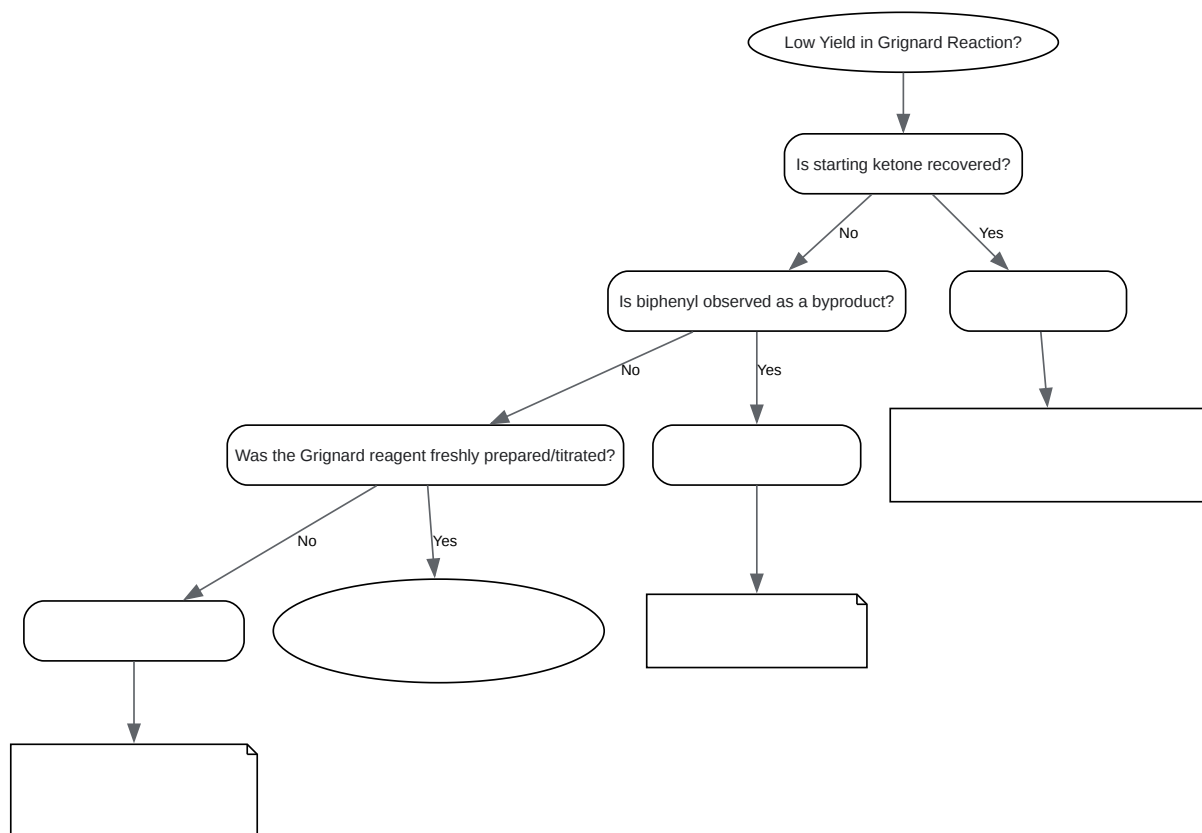 Low Yield in Grignard Reaction?
Is starting ketone recovered?
No
Yes
Is biphenyl observed as a byproduct?
No
Yes
Was the Grignard reagent freshly prepared/titrated?
No
Yes